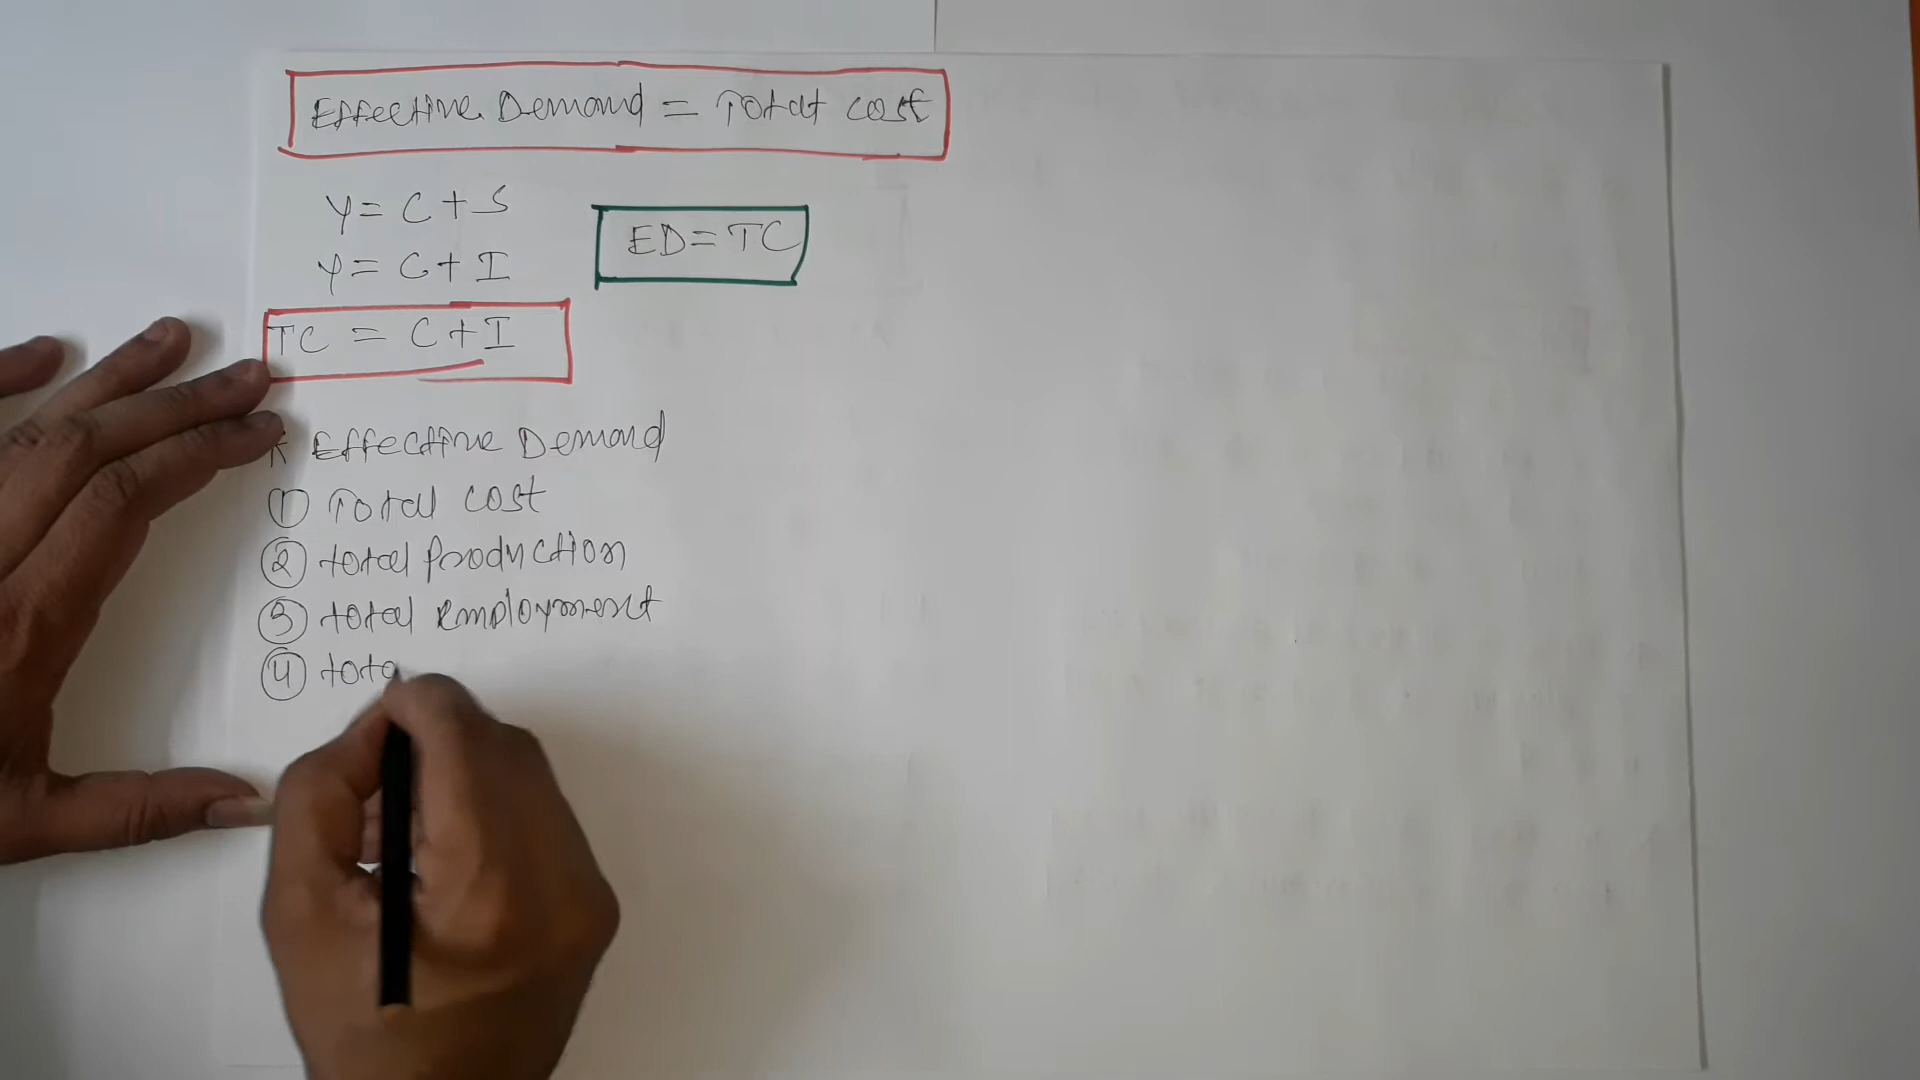 Effective Demand = Total cost
Y = C + S
ED = TC
Y = C + I
TC = C + I
* Effective Demand
① Total cost
② total production
③ total Employment
④ tota